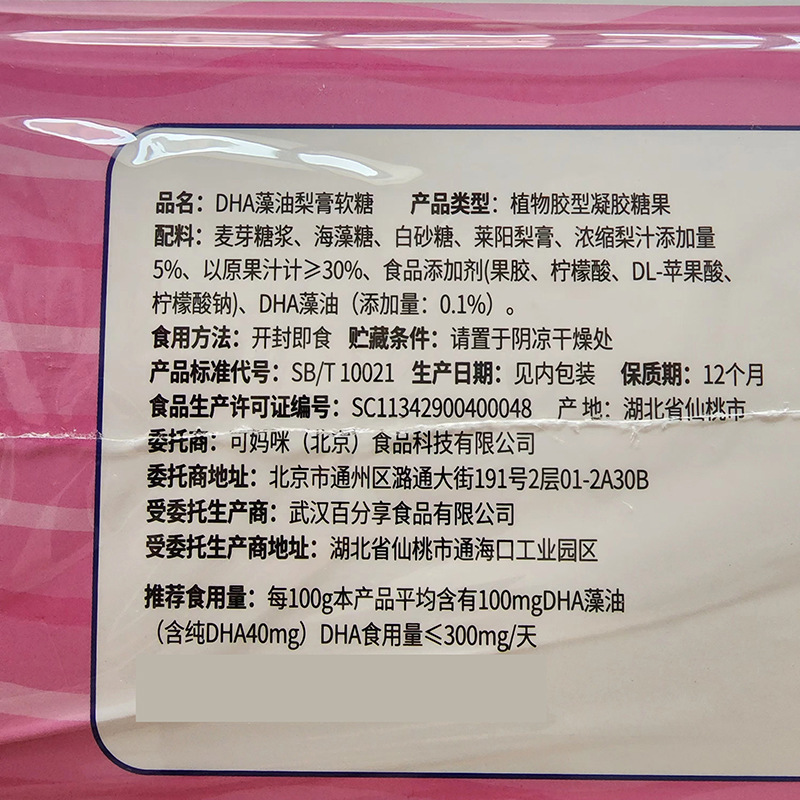 品名：DHA藻油梨膏软糖 产品类型：植物胶型凝胶糖果
配料：麦芽糖浆、海藻糖、白砂糖、莱阳梨膏、浓缩梨汁添加量
5%、以原果汁计≥30%、食品添加剂(果胶、柠檬酸、DL-苹果酸、
柠檬酸钠)、DHA藻油（添加量：0.1%）。
食用方法：开封即食 贮藏条件：请置于阴凉干燥处
产品标准代号：SB/T 10021 生产日期：见内包装 保质期：12个月
食品生产许可证编号：SC11342900400048 产 地：湖北省仙桃市
委托商：可妈咪（北京）食品科技有限公司
委托商地址：北京市通州区潞通大街191号2层01-2A30B
受委托生产商：武汉百分享食品有限公司
受委托生产商地址：湖北省仙桃市通海口工业园区
推荐食用量：每100g本产品平均含有100mgDHA藻油
（含纯DHA40mg）DHA食用量≤300mg/天